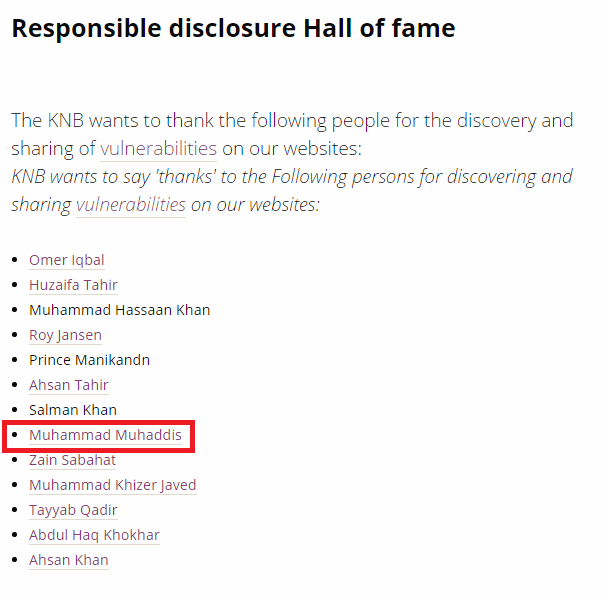 Responsible disclosure Hall of fame
The KNB wants to thank the following people for the discovery and
sharing of vulnerabilities on our websites:
KNB wants to say 'thanks' to the Following persons for discovering and
sharing vulnerabilities on our websites:
Omer Iqbal
Huzaifa Tahir
Muhammad Hassaan Khan
Roy Jansen
Prince Manikandn
Ahsan Tahir
Salman Khan
Muhammad Muhaddis
Zain Sabahat
Muhammad Khizer Javed
Tayyab Qadir
Abdul Haq Khokhar
Ahsan Khan